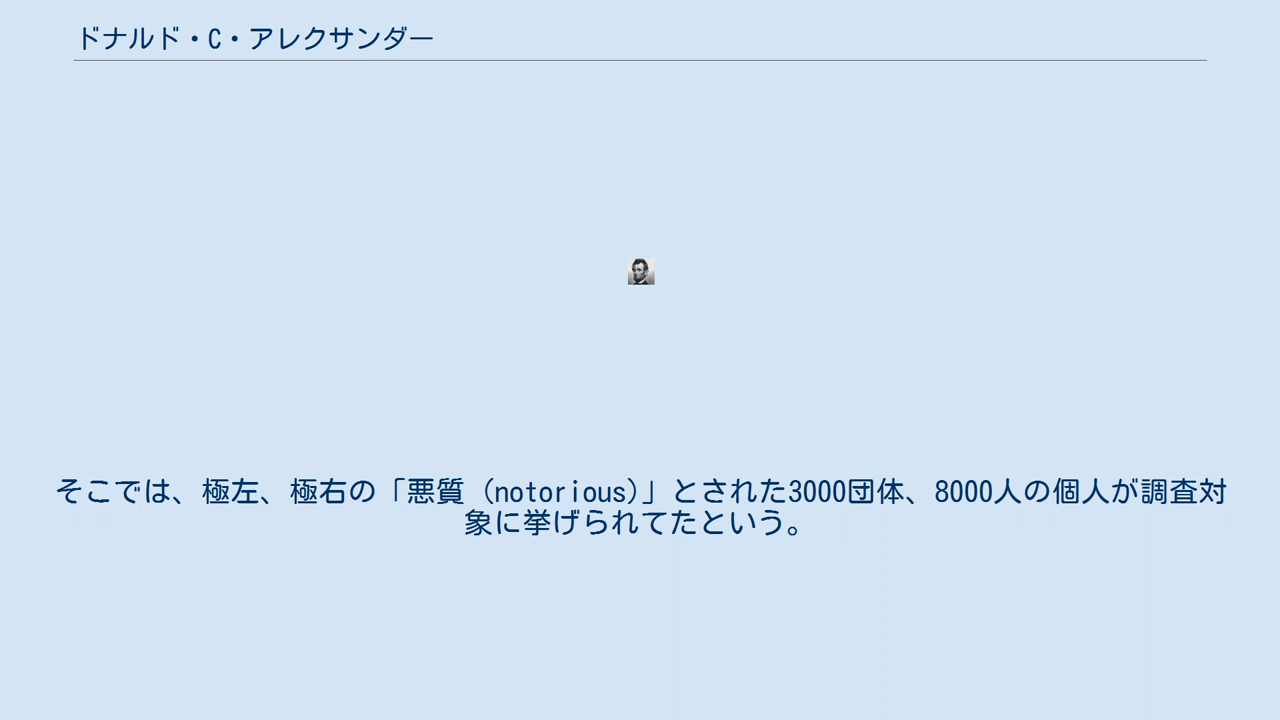 ドナルド・C・アレクサンダー
そこでは、極左、極右の「悪質（notorious）」とされた3000団体、8000人の個人が調査対
象に挙げられてたという。